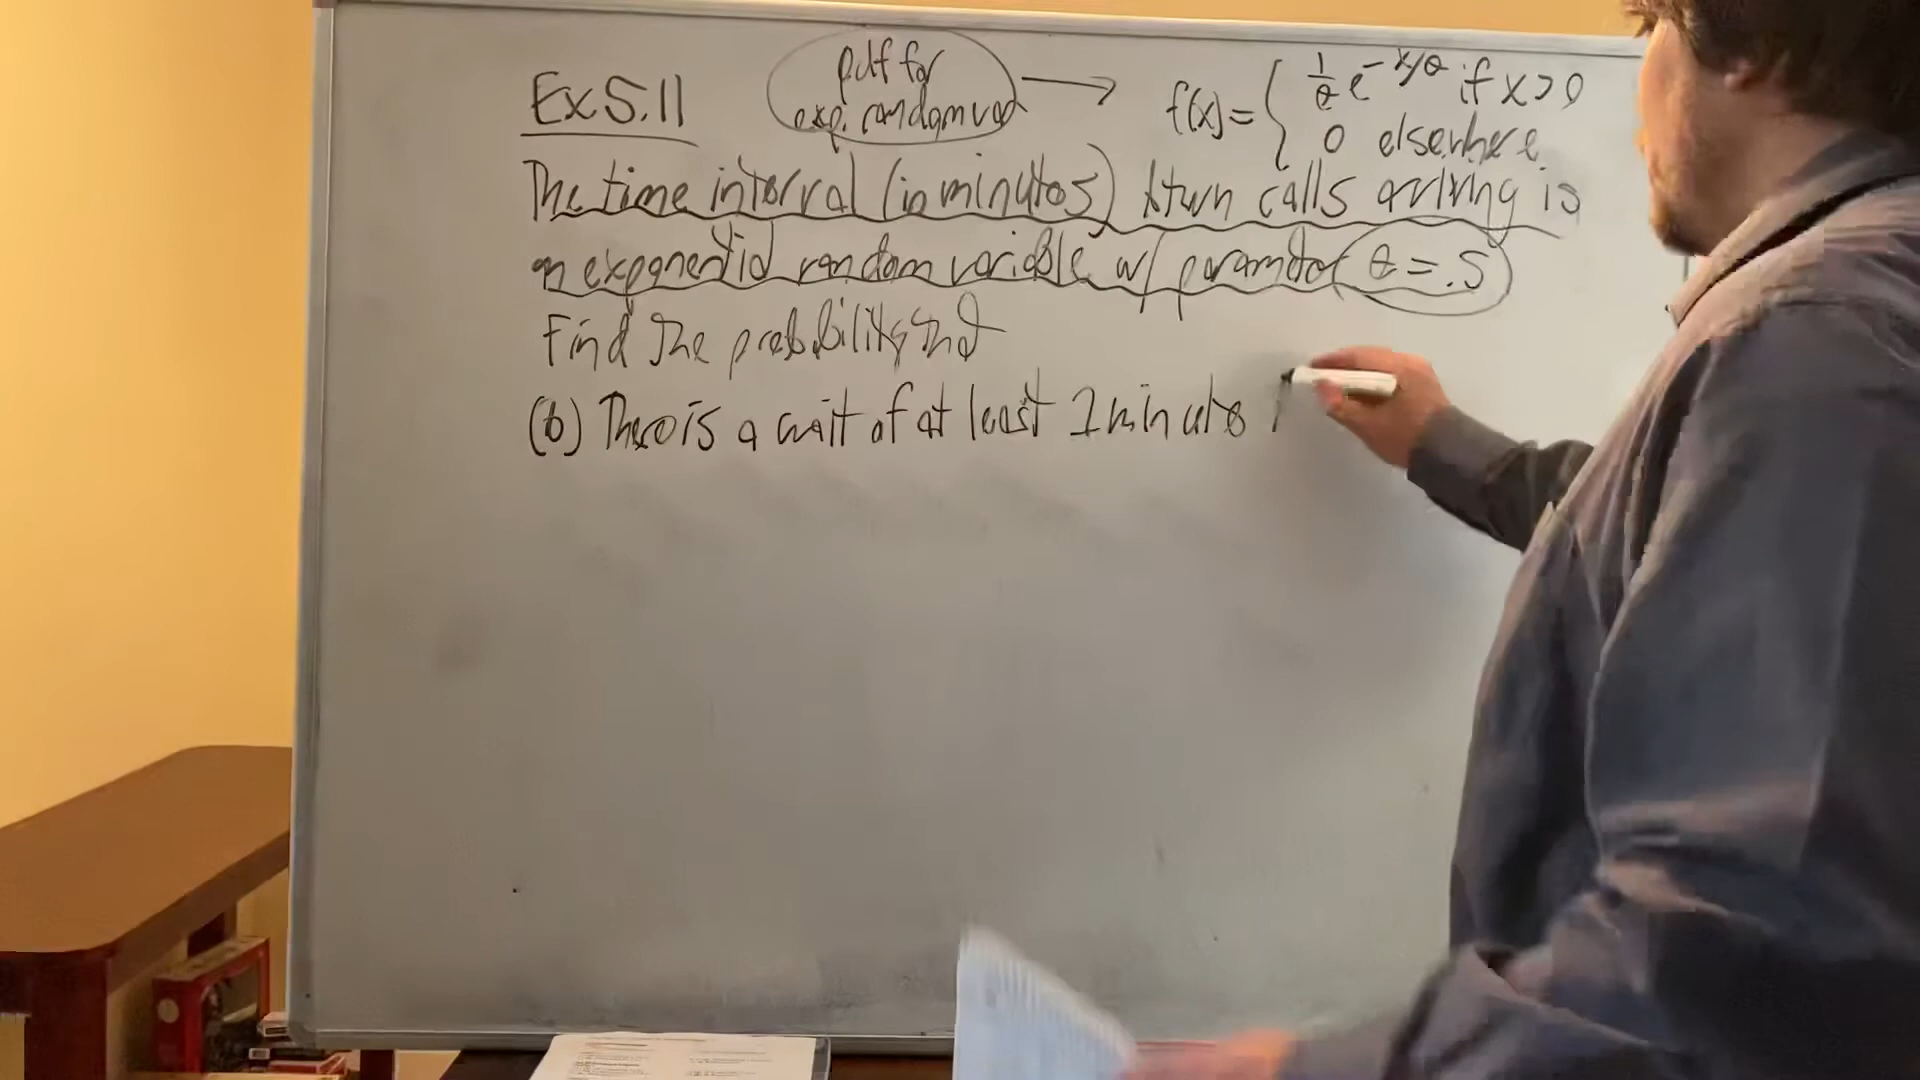 Ex 5.11
pdf for
exp. random var
f(x) = { 1/θ e^-x/θ if x>0
0 elsewhere
The time interval (in minutes) btwn calls arriving is
an exponential random variable w/ parameter θ = .5
Find the probability that
(b) There is a wait of at least 2 minutes